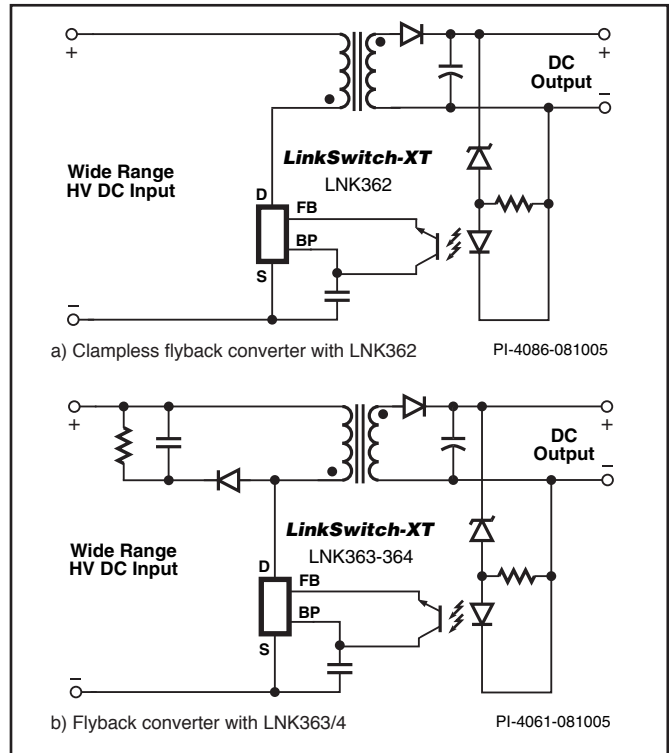 +
+
DC
Output
–
LinkSwitch-XT
Wide Range
HV DC Input
LNK362
D
FB
BP
S
–
a) Clampless flyback converter with LNK362
PI-4086-081005
+
+
DC
Output
–
LinkSwitch-XT
Wide Range
HV DC Input
LNK363-364
D
FB
BP
S
–
b) Flyback converter with LNK363/4
PI-4061-081005